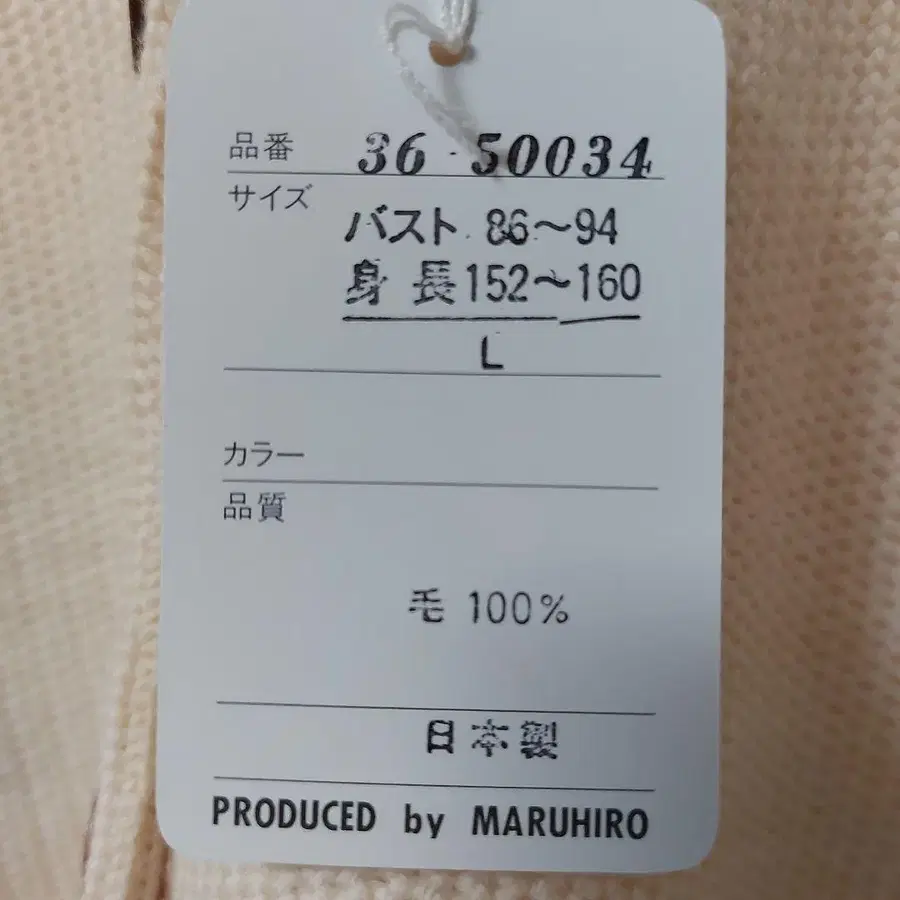 品番 36-50034
サイズ
バスト 86～94
身長152～160
L
カラー
品質
毛 100%
日本製
PRODUCED by MARUHIRO